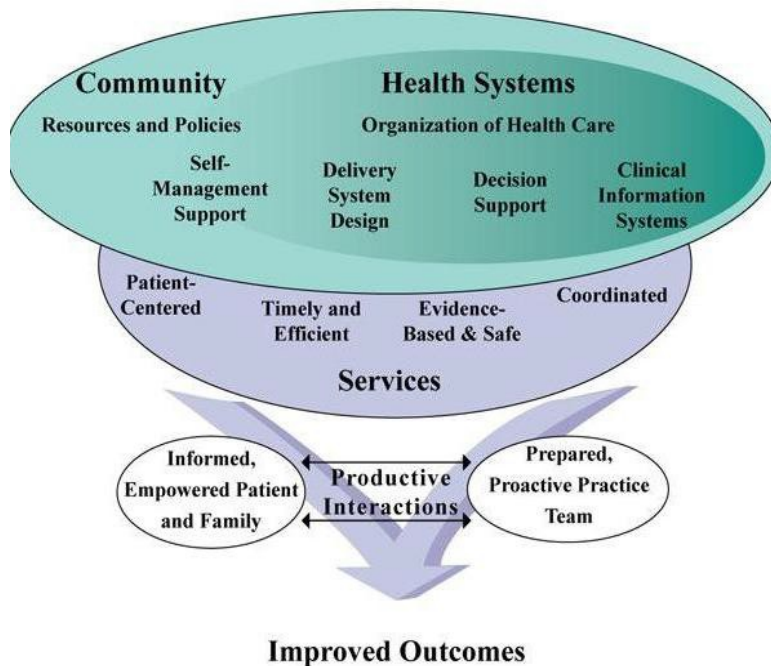 Community
Resources and Policies
Health Systems
Organization of Health Care
Self-
Management
Support
Delivery
System
Design
Decision
Support
Clinical
Information
Systems
Patient-
Centered
Timely and
Efficient
Evidence-
Based & Safe
Coordinated
Services
Informed,
Empowered Patient
and Family
Productive
Interactions
Prepared,
Proactive Practice
Team
Improved Outcomes